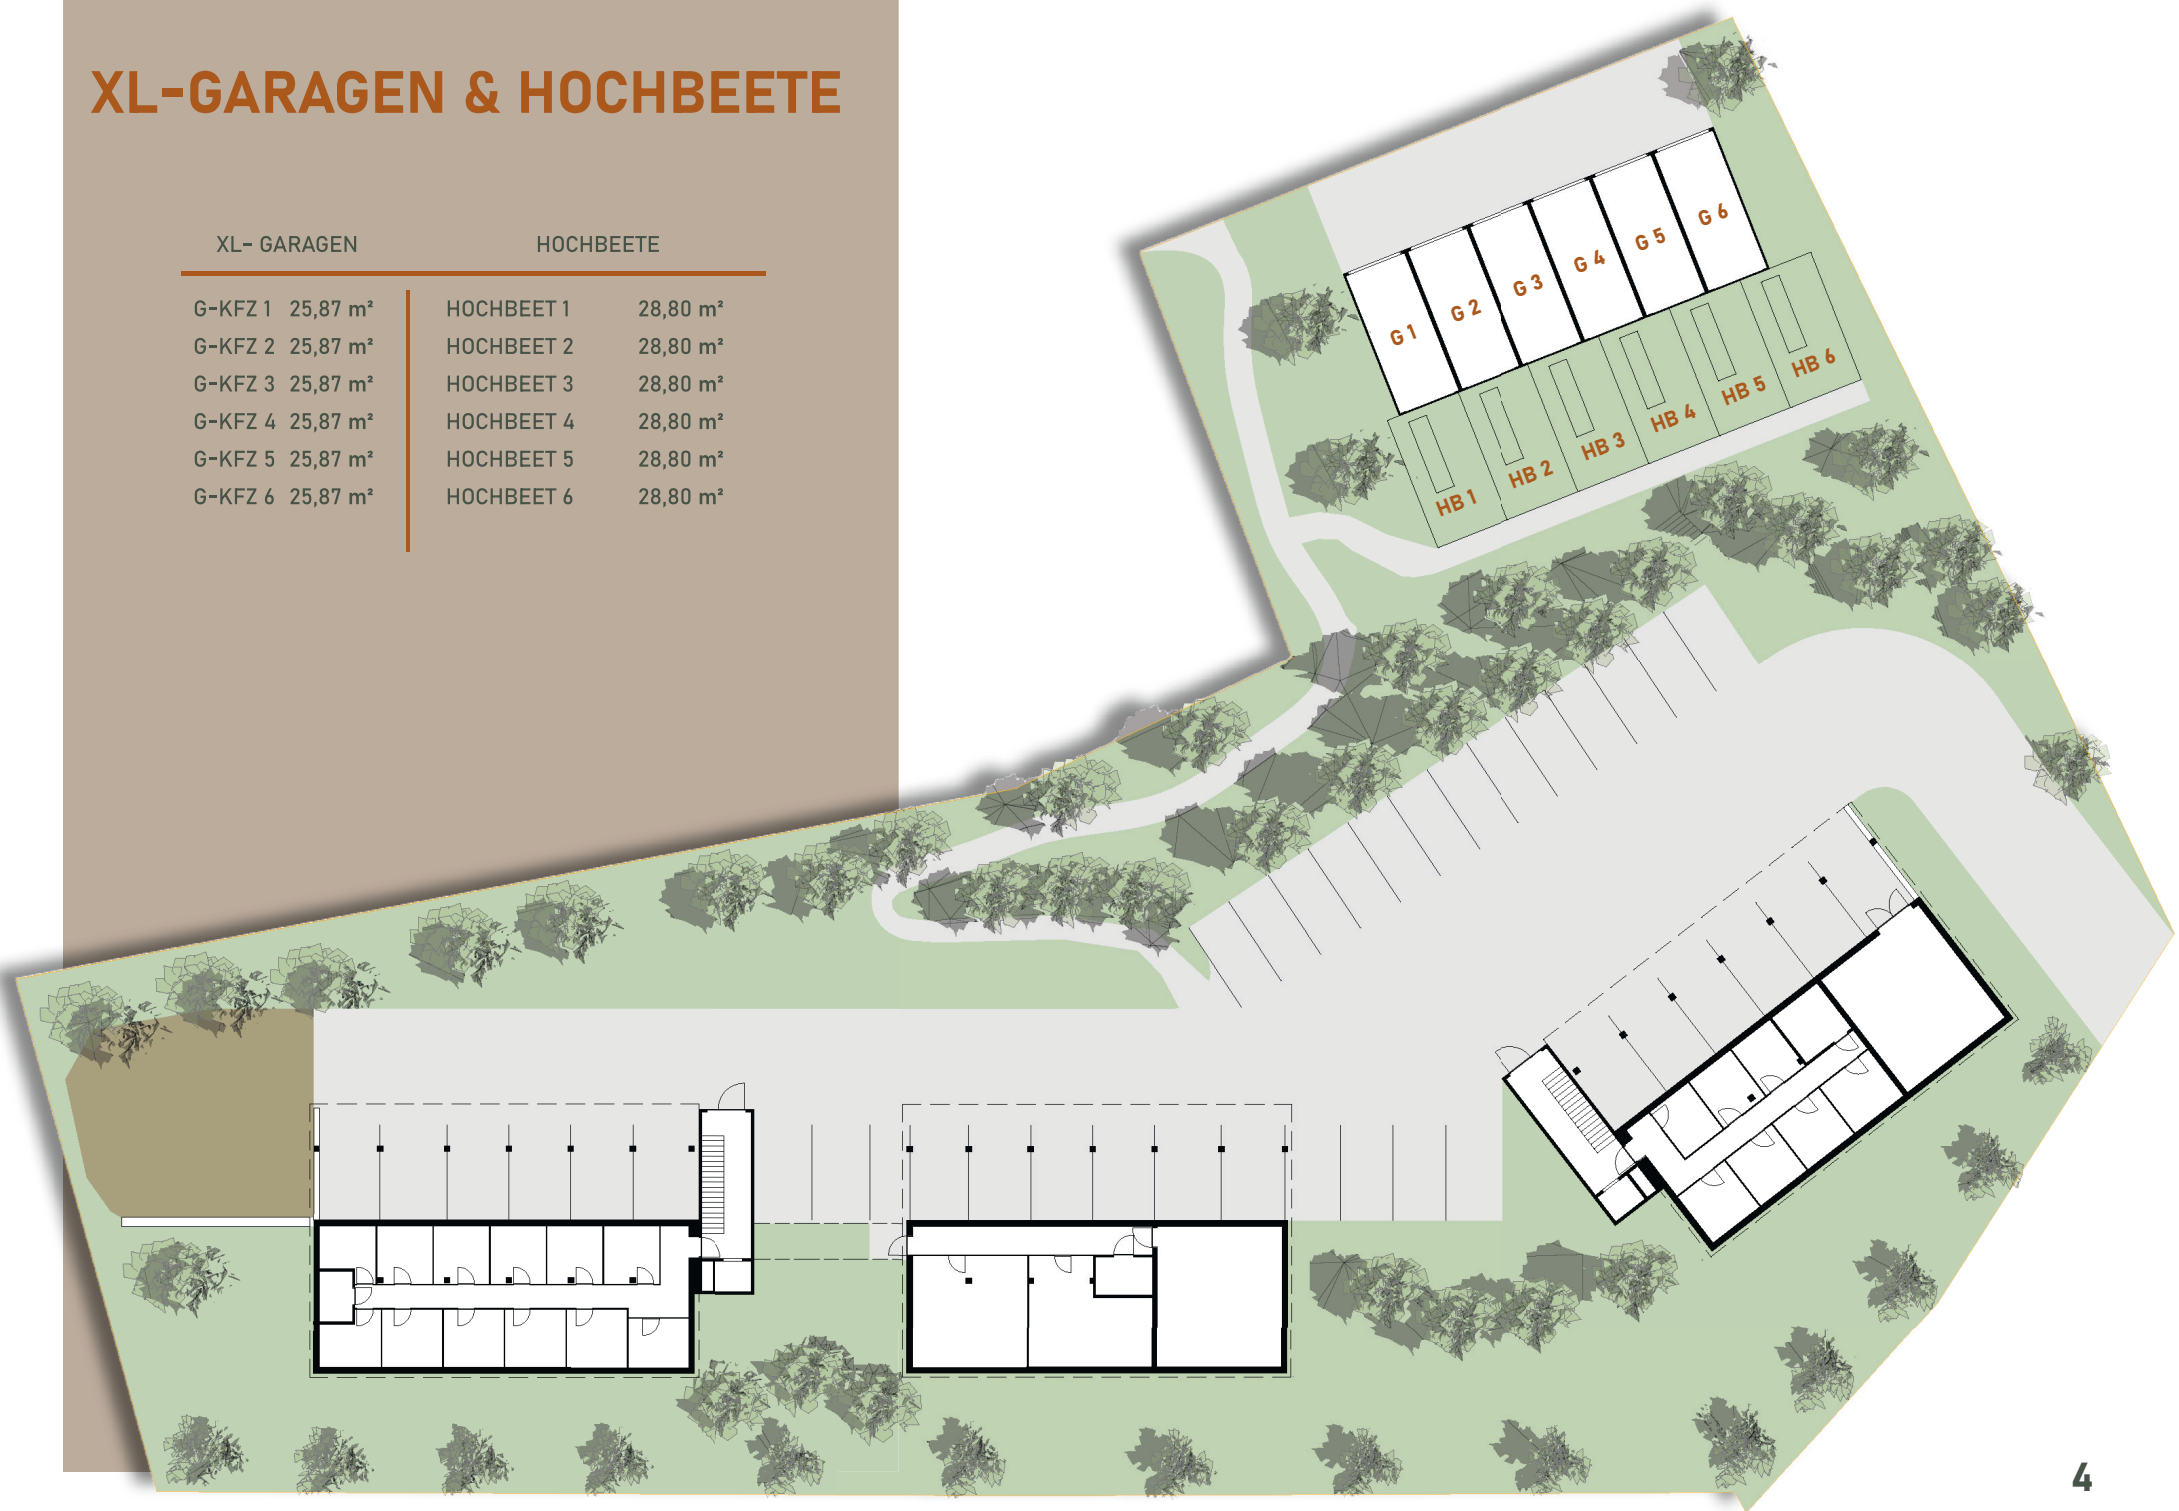 XL-GARAGEN & HOCHBEETE
XL- GARAGEN HOCHBEETE
G-KFZ 1 25,87 m² HOCHBEET 1 28,80 m²
G-KFZ 2 25,87 m² HOCHBEET 2 28,80 m²
G-KFZ 3 25,87 m² HOCHBEET 3 28,80 m²
G-KFZ 4 25,87 m² HOCHBEET 4 28,80 m²
G-KFZ 5 25,87 m² HOCHBEET 5 28,80 m²
G-KFZ 6 25,87 m² HOCHBEET 6 28,80 m²
G 1
G 2
G 3
G 4
G 5
G 6
HB 1
HB 2
HB 3
HB 4
HB 5
HB 6
4